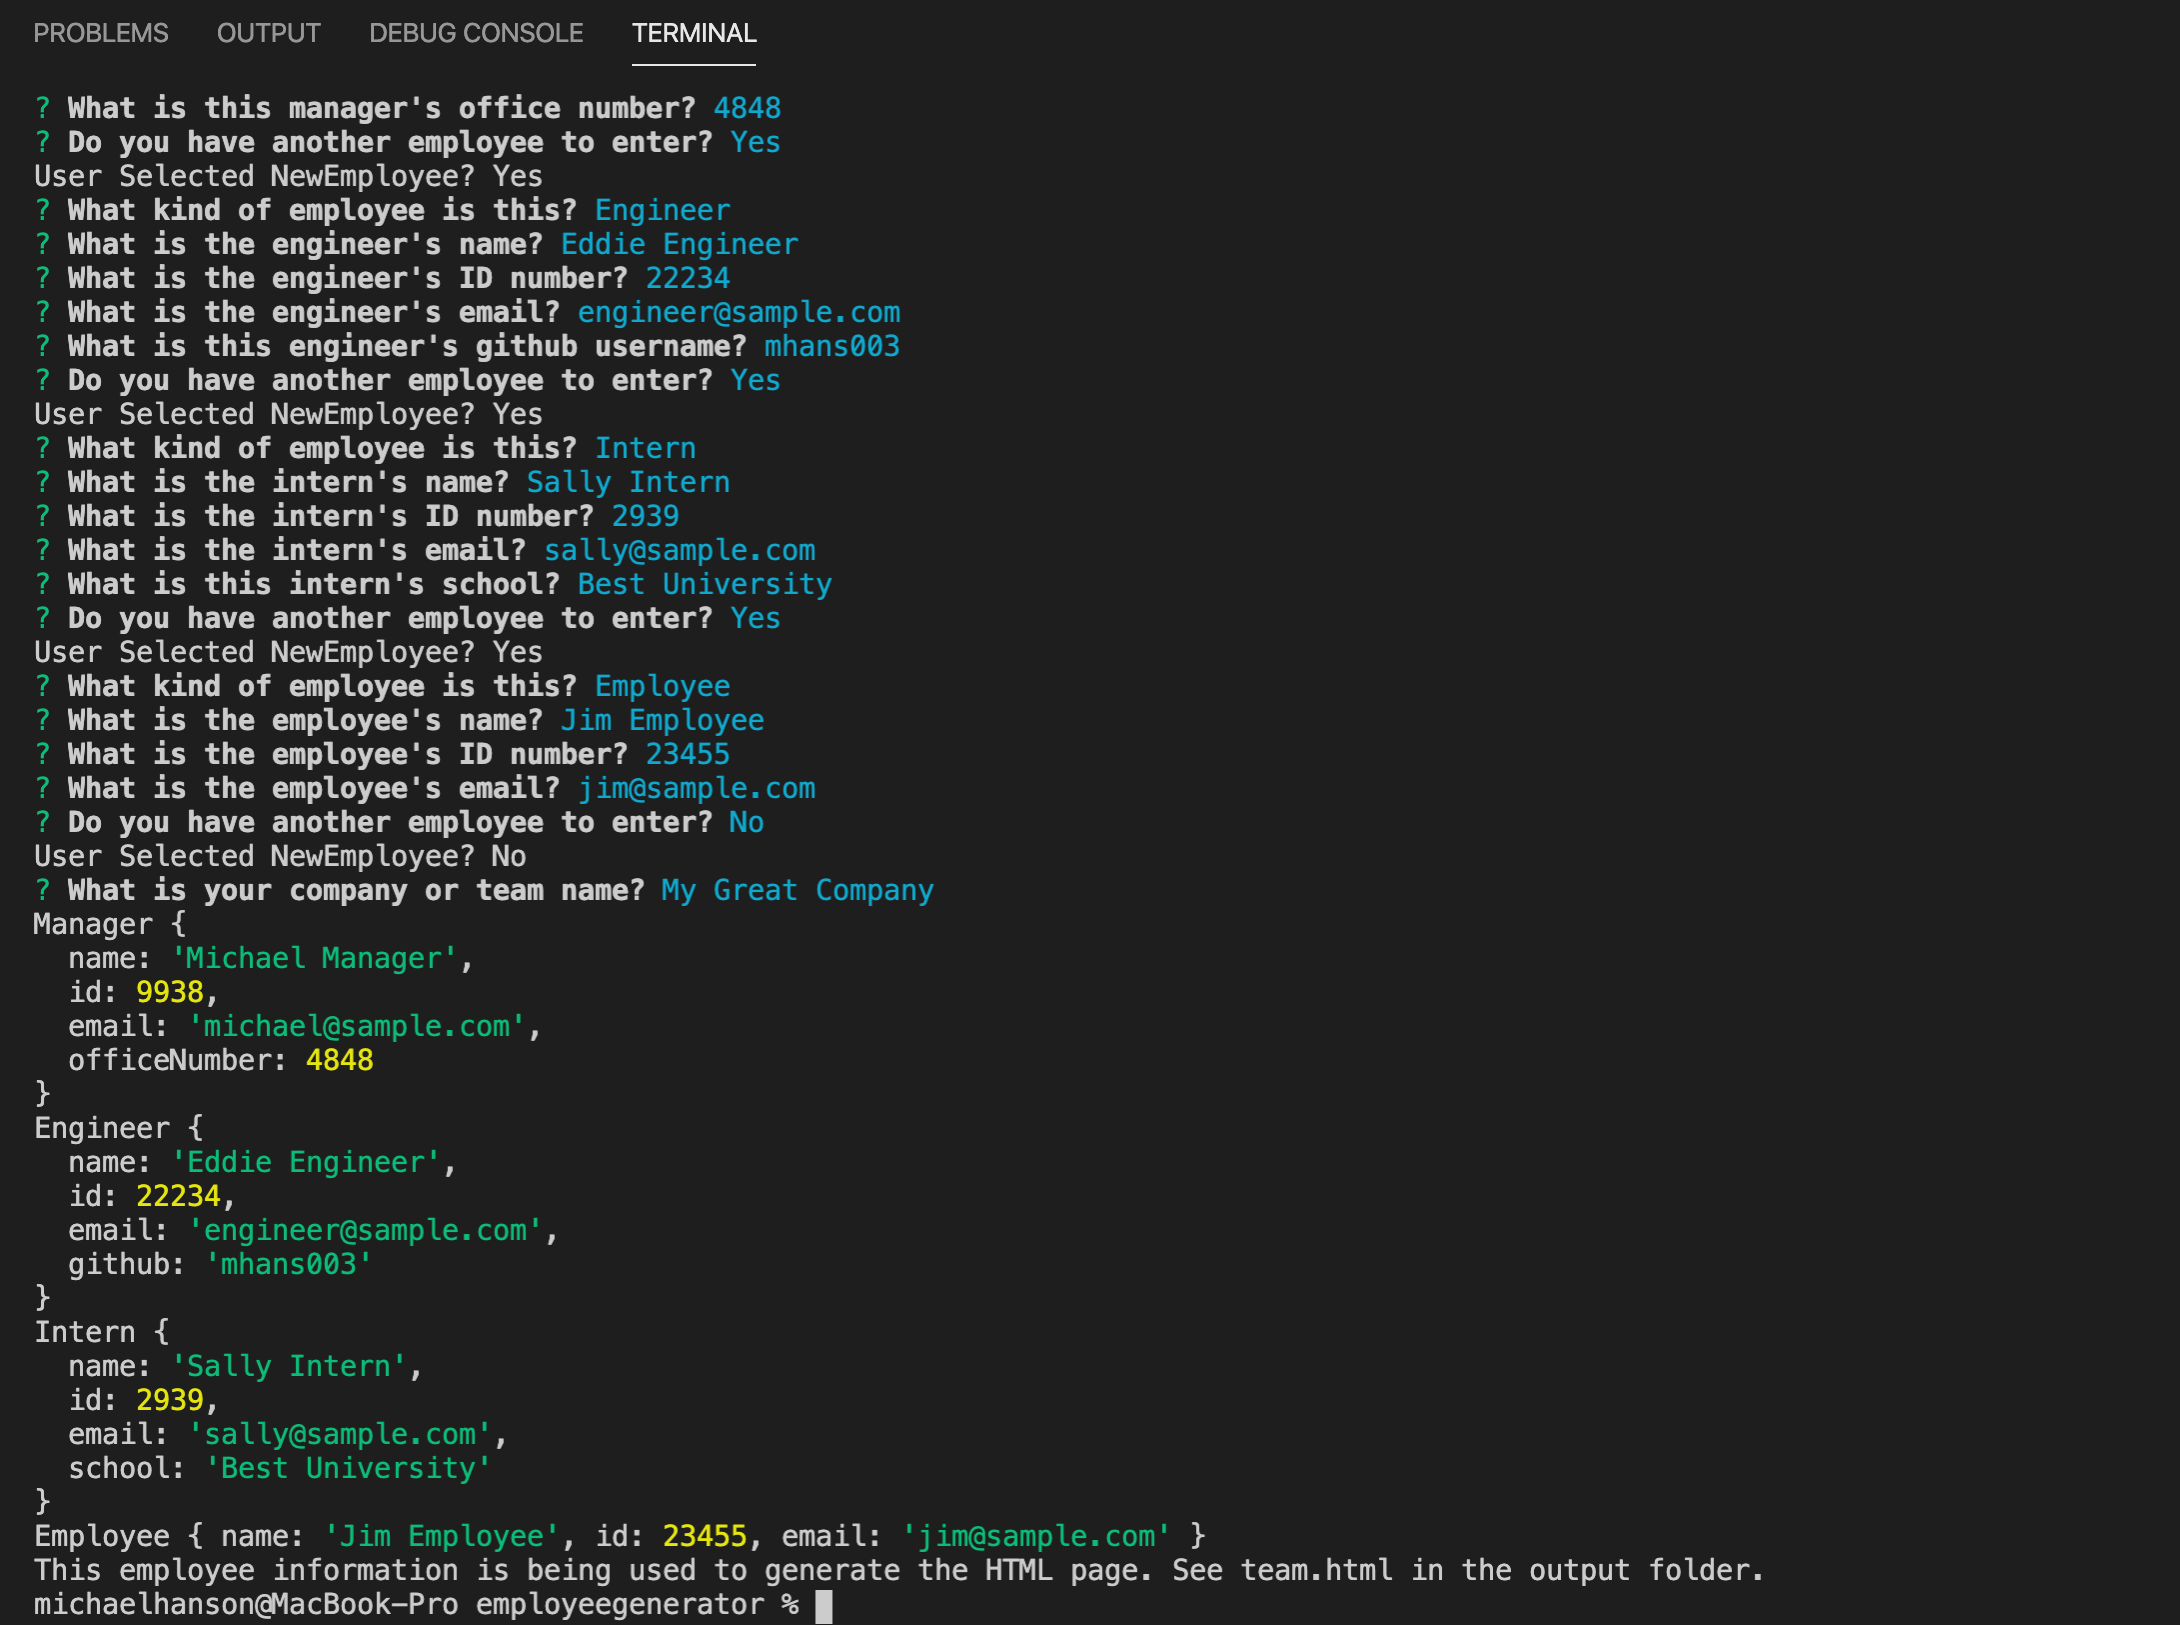 PROBLEMS OUTPUT DEBUG CONSOLE TERMINAL
? What is this manager's office number? 4848
? Do you have another employee to enter? Yes
User Selected NewEmployee? Yes
? What kind of employee is this? Engineer
? What is the engineer's name? Eddie Engineer
? What is the engineer's ID number? 22234
? What is the engineer's email? engineer@sample.com
? What is this engineer's github username? mhans003
? Do you have another employee to enter? Yes
User Selected NewEmployee? Yes
? What kind of employee is this? Intern
? What is the intern's name? Sally Intern
? What is the intern's ID number? 2939
? What is the intern's email? sally@sample.com
? What is this intern's school? Best University
? Do you have another employee to enter? Yes
User Selected NewEmployee? Yes
? What kind of employee is this? Employee
? What is the employee's name? Jim Employee
? What is the employee's ID number? 23455
? What is the employee's email? jim@sample.com
? Do you have another employee to enter? No
User Selected NewEmployee? No
? What is your company or team name? My Great Company
Manager {
  name: 'Michael Manager',
  id: 9938,
  email: 'michael@sample.com',
  officeNumber: 4848
}
Engineer {
  name: 'Eddie Engineer',
  id: 22234,
  email: 'engineer@sample.com',
  github: 'mhans003'
}
Intern {
  name: 'Sally Intern',
  id: 2939,
  email: 'sally@sample.com',
  school: 'Best University'
}
Employee { name: 'Jim Employee', id: 23455, email: 'jim@sample.com' }
This employee information is being used to generate the HTML page. See team.html in the output folder.
michaelhanson@MacBook-Pro employeegenerator %